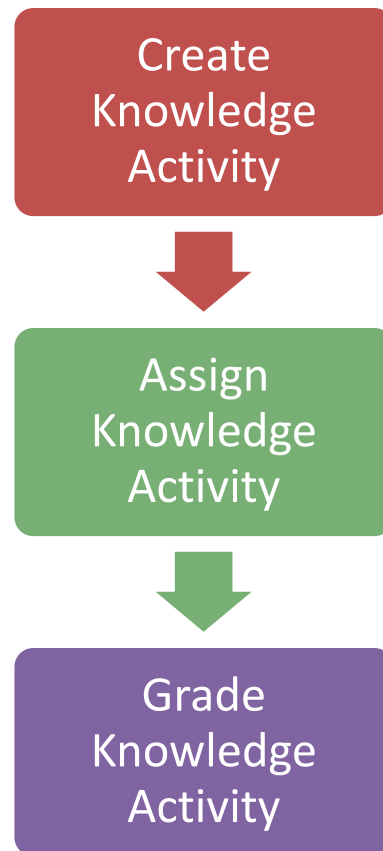 Create
Knowledge
Activity
Assign
Knowledge
Activity
Grade
Knowledge
Activity